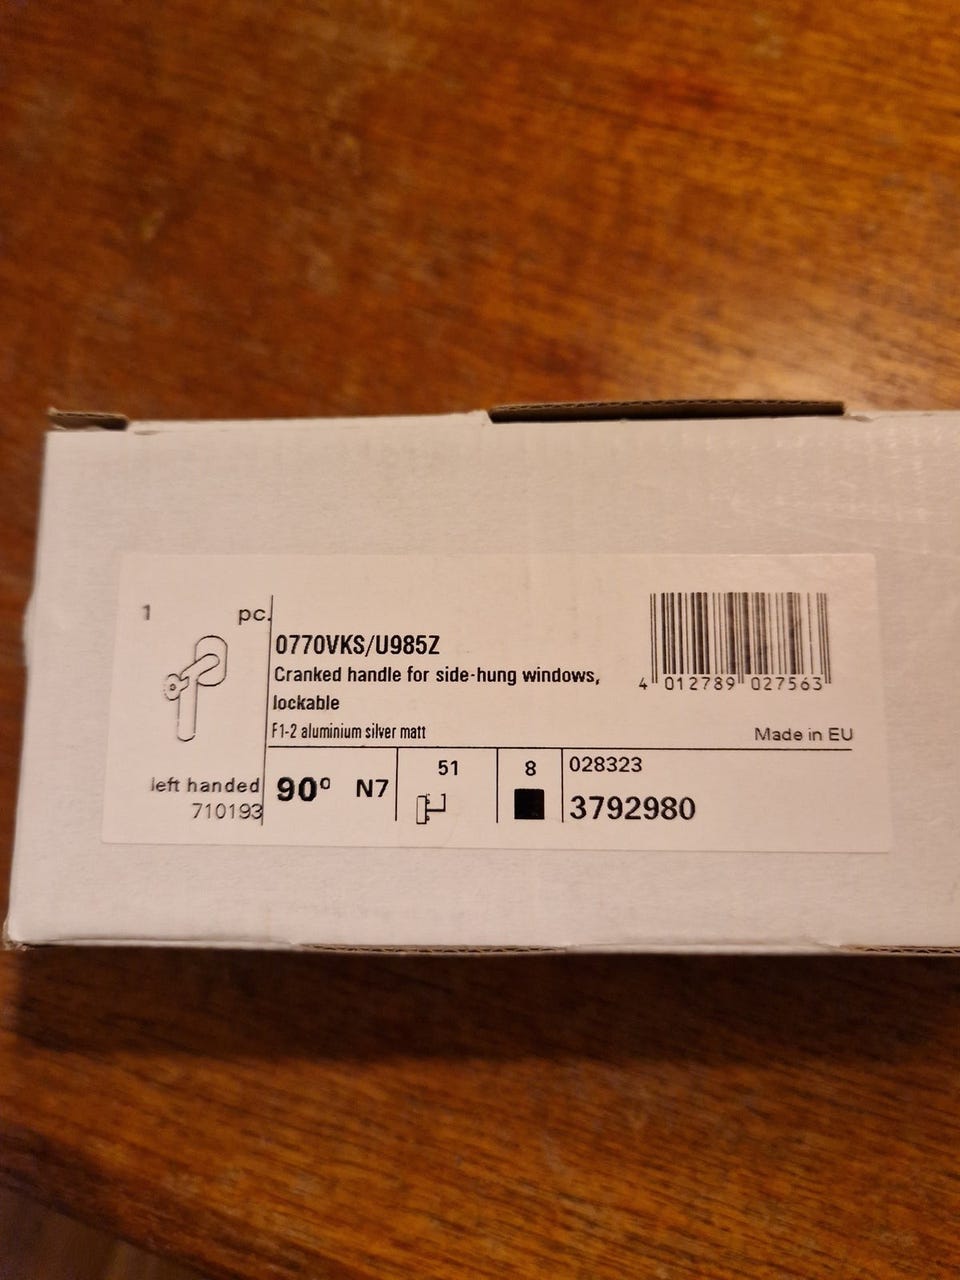 1 pc.
0770VKS/U985Z
Cranked handle for side-hung windows,
lockable
F1-2 aluminium silver matt
4 012789 027563
Made in EU
left handed
710193
90° N7
51
8
028323
3792980